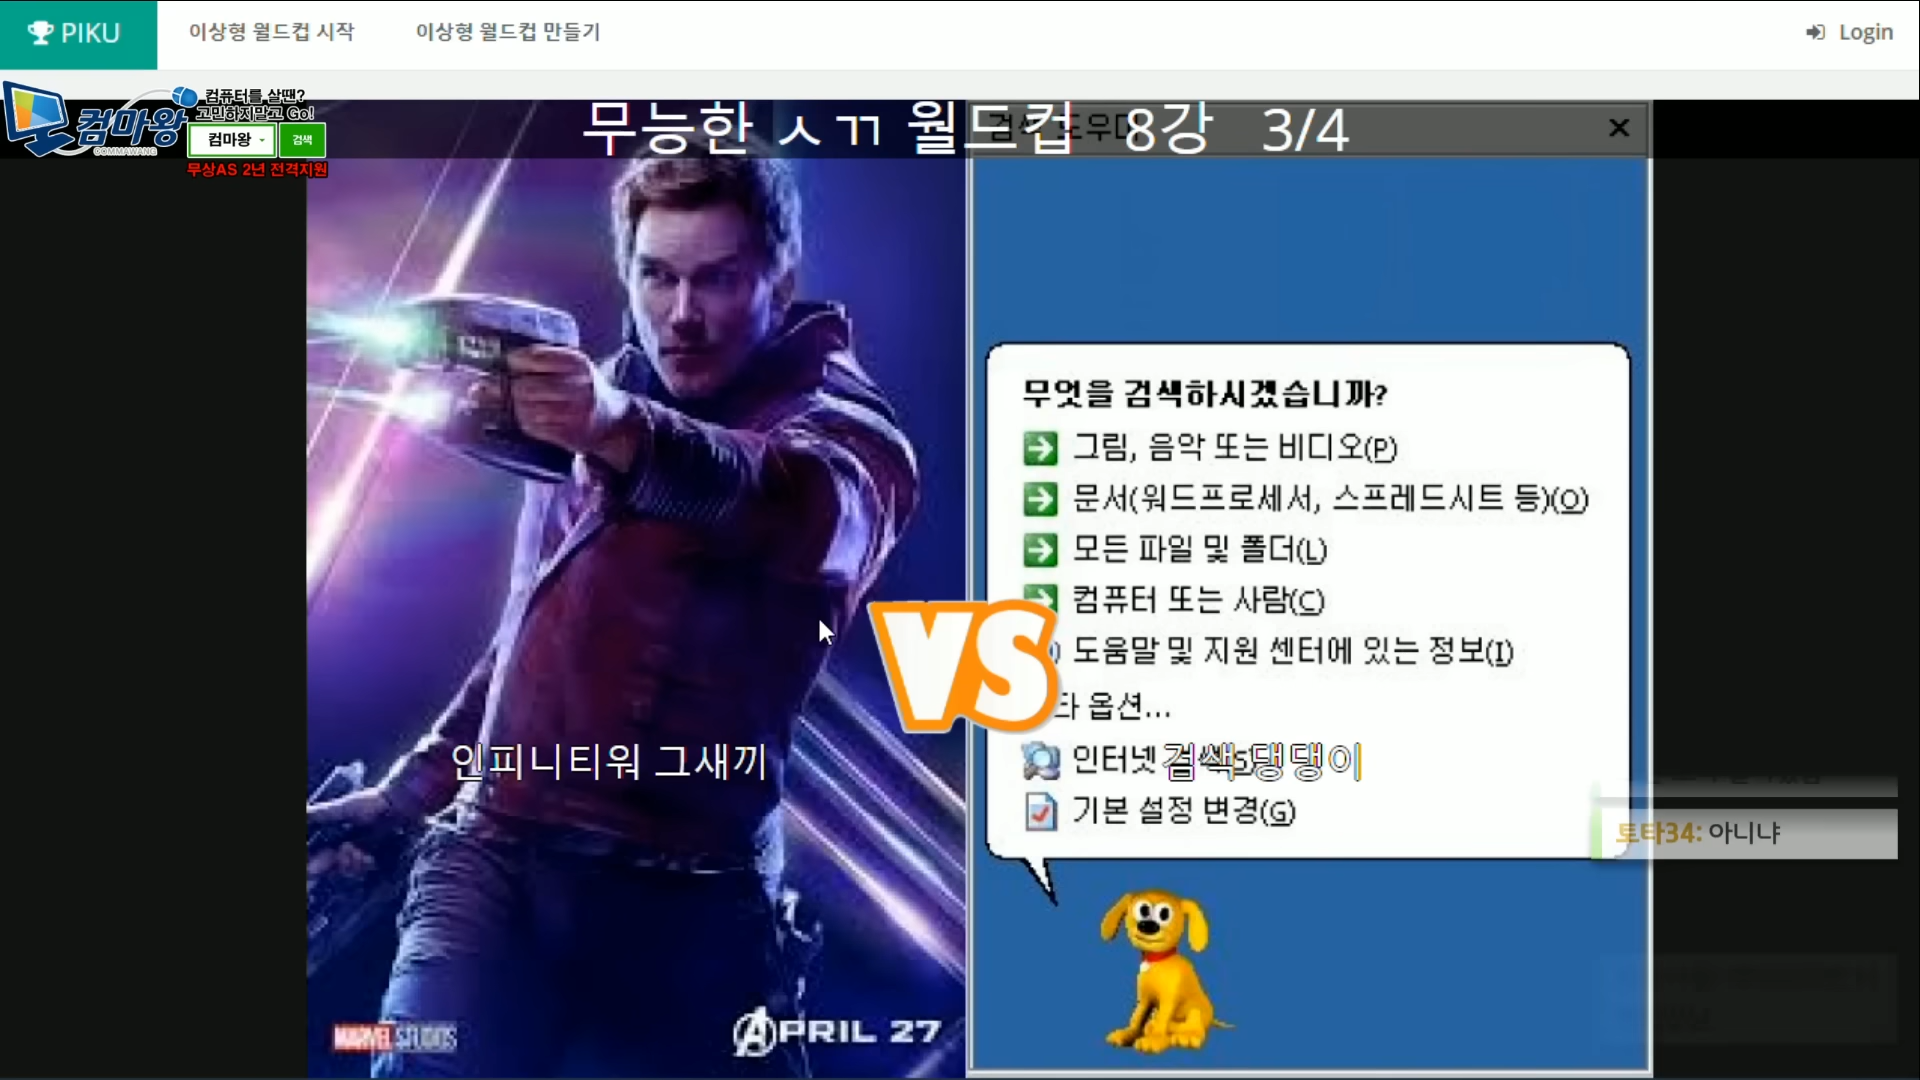 PIKU 이상형 월드컵 시작 이상형 월드컵 만들기 Login
컴퓨터를 살땐?
고민하지말고 Go!
컴마왕
COMMAWANG
컴마왕 검색
무상AS 2년 전격지원
무능한 ㅅㄲ 월드컵 8강 3/4
무엇을 검색하시겠습니까?
그림, 음악 또는 비디오(P)
문서(워드프로세서, 스프레드시트 등)(O)
모든 파일 및 폴더(L)
컴퓨터 또는 사람(C)
VS
도움말 및 지원 센터에 있는 정보(I)
타 옵션...
인피니티워 그새끼
인터넷
검색 댕댕이
기본 설정 변경(G)
토타34: 아니냐
MARVEL STUDIOS
APRIL 27